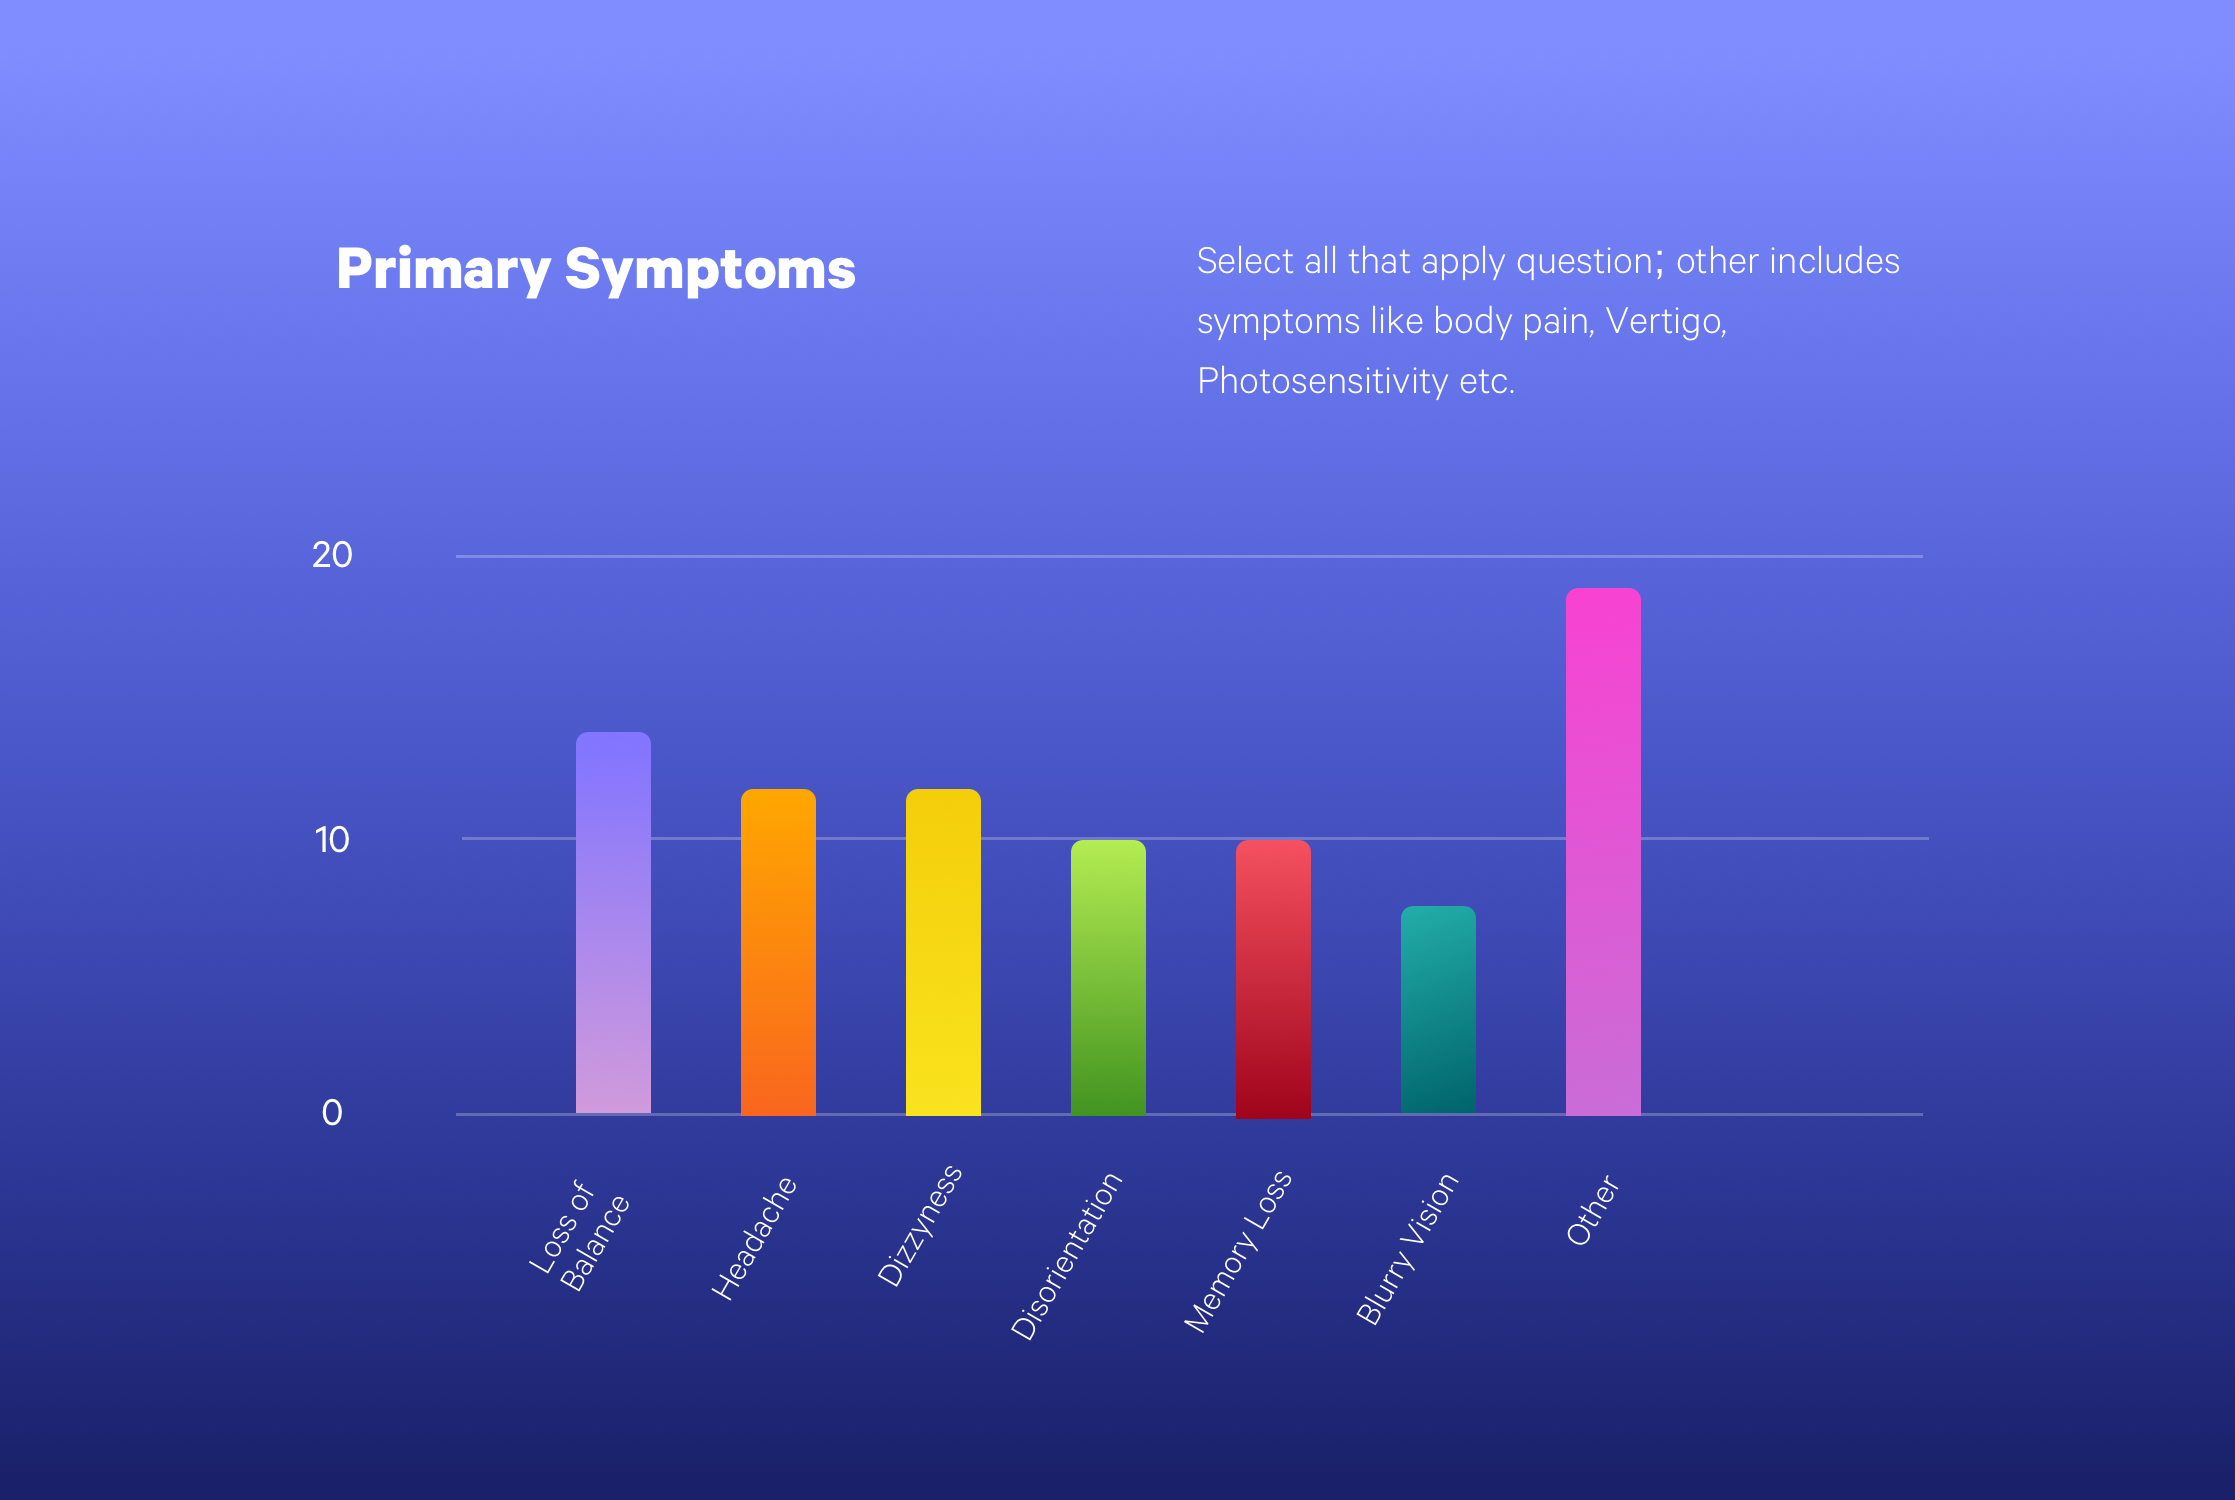 Primary Symptoms
Select all that apply question; other includes
symptoms like body pain, Vertigo,
Photosensitivity etc.
20
10
0
Loss of
Balance
Headache
Dizzyness
Disorientation
Memory Loss
Blurry Vision
Other